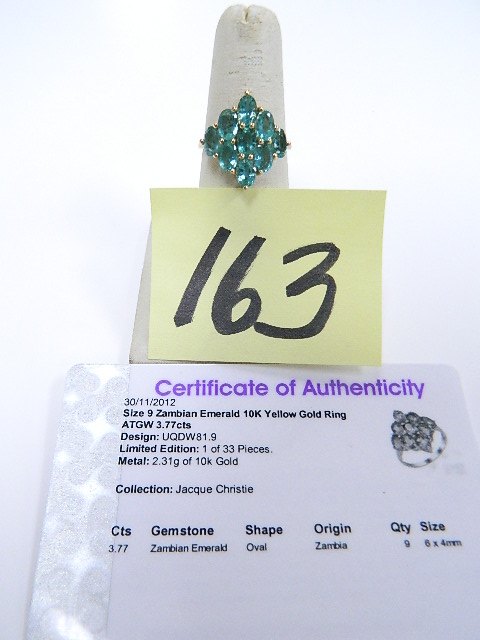 163
Certificate of Authenticity
30/11/2012
Size 9 Zambian Emerald 10K Yellow Gold Ring
ATGW 3.77cts
Design: UQDW81.9
Limited Edition: 1 of 33 Pieces.
Metal: 2.31g of 10k Gold
Collection: Jacque Christie
Cts Gemstone Shape Origin Qty Size
3.77 Zambian Emerald Oval Zambia 9 6 x 4mm